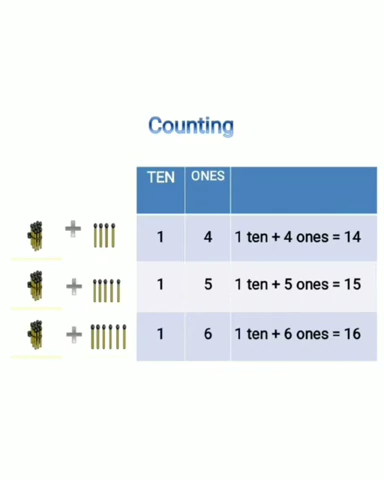 Counting
TEN ONES
+ 1 4 1 ten + 4 ones = 14
+ 1 5 1 ten + 5 ones = 15
+ 1 6 1 ten + 6 ones = 16